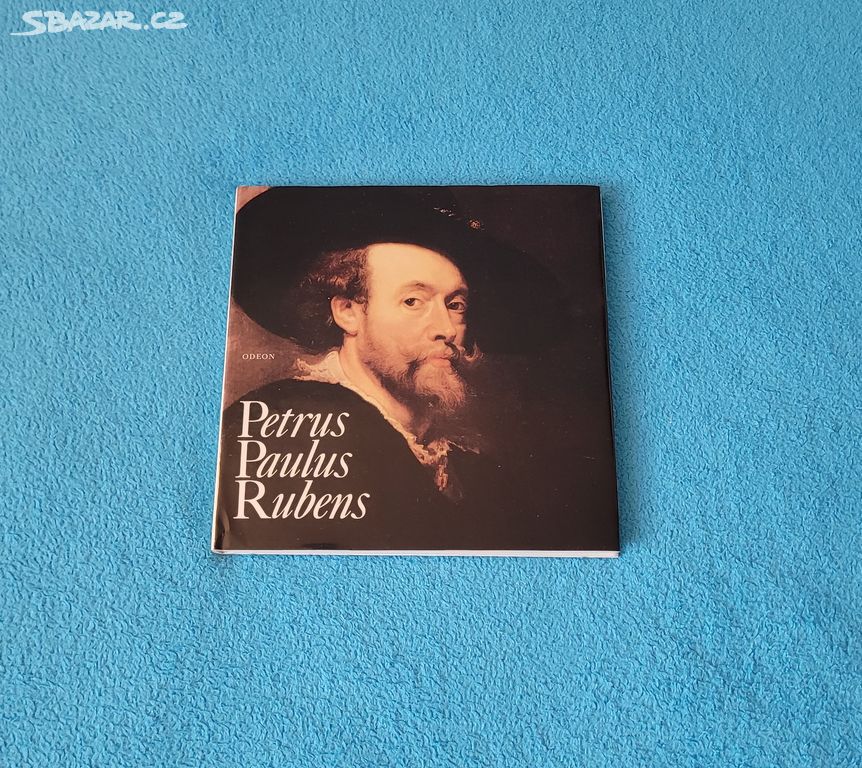 SBAZAR.CZ
ODEON
Petrus
Paulus
Rubens